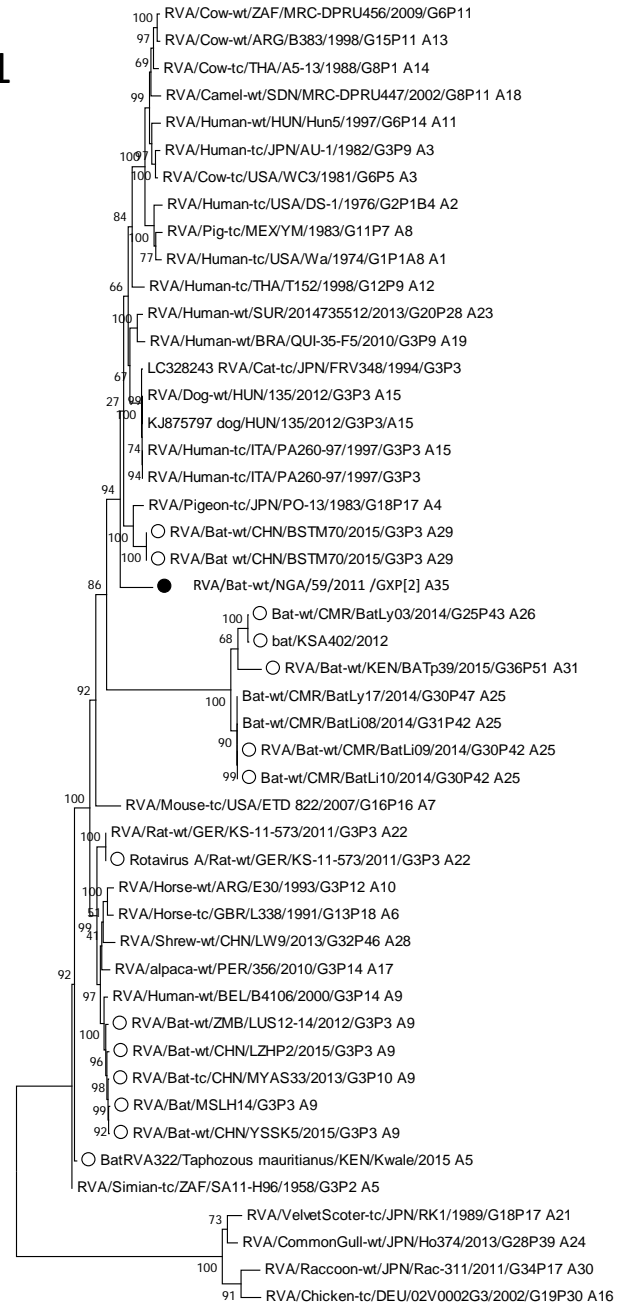 1
100 RVA/Cow-wt/ZAF/MRC-DPRU456/2009/G6P11
97 RVA/Cow-wt/ARG/B383/1998/G15P11 A13
69 RVA/Cow-tc/THA/A5-13/1988/G8P1 A14
99 RVA/Camel-wt/SDN/MRC-DPRU447/2002/G8P11 A18
RVA/Human-wt/HUN/Hun5/1997/G6P14 A11
100 97 RVA/Human-tc/JPN/AU-1/1982/G3P9 A3
100 RVA/Cow-tc/USA/WC3/1981/G6P5 A3
RVA/Human-tc/USA/DS-1/1976/G2P1B4 A2
84
100 RVA/Pig-tc/MEX/YM/1983/G11P7 A8
77 RVA/Human-tc/USA/Wa/1974/G1P1A8 A1
66 RVA/Human-tc/THA/T152/1998/G12P9 A12
100 RVA/Human-wt/SUR/2014735512/2013/G20P28 A23
RVA/Human-wt/BRA/QUI-35-F5/2010/G3P9 A19
67 LC328243 RVA/Cat-tc/JPN/FRV348/1994/G3P3
27 99 RVA/Dog-wt/HUN/135/2012/G3P3 A15
100 KJ875797 dog/HUN/135/2012/G3P3/A15
74 RVA/Human-tc/ITA/PA260-97/1997/G3P3 A15
94 RVA/Human-tc/ITA/PA260-97/1997/G3P3
94 RVA/Pigeon-tc/JPN/PO-13/1983/G18P17 A4
100 RVA/Bat-wt/CHN/BSTM70/2015/G3P3 A29
100 RVA/Bat wt/CHN/BSTM70/2015/G3P3 A29
86 RVA/Bat-wt/NGA/59/2011 /GXP[2] A35
100 Bat-wt/CMR/BatLy03/2014/G25P43 A26
68 bat/KSA402/2012
RVA/Bat-wt/KEN/BATp39/2015/G36P51 A31
92
100 Bat-wt/CMR/BatLy17/2014/G30P47 A25
Bat-wt/CMR/BatLi08/2014/G31P42 A25
90 RVA/Bat-wt/CMR/BatLi09/2014/G30P42 A25
99 Bat-wt/CMR/BatLi10/2014/G30P42 A25
100 RVA/Mouse-tc/USA/ETD 822/2007/G16P16 A7
100 RVA/Rat-wt/GER/KS-11-573/2011/G3P3 A22
Rotavirus A/Rat-wt/GER/KS-11-573/2011/G3P3 A22
100 RVA/Horse-wt/ARG/E30/1993/G3P12 A10
51 RVA/Horse-tc/GBR/L338/1991/G13P18 A6
99
41 RVA/Shrew-wt/CHN/LW9/2013/G32P46 A28
92 RVA/alpaca-wt/PER/356/2010/G3P14 A17
97 RVA/Human-wt/BEL/B4106/2000/G3P14 A9
100 RVA/Bat-wt/ZMB/LUS12-14/2012/G3P3 A9
96 RVA/Bat-wt/CHN/LZHP2/2015/G3P3 A9
98 RVA/Bat-tc/CHN/MYAS33/2013/G3P10 A9
99 RVA/Bat/MSLH14/G3P3 A9
92 RVA/Bat-wt/CHN/YSSK5/2015/G3P3 A9
BatRVA322/Taphozous mauritianus/KEN/Kwale/2015 A5
RVA/Simian-tc/ZAF/SA11-H96/1958/G3P2 A5
73 RVA/VelvetScoter-tc/JPN/RK1/1989/G18P17 A21
RVA/CommonGull-wt/JPN/Ho374/2013/G28P39 A24
100 RVA/Raccoon-wt/JPN/Rac-311/2011/G34P17 A30
91 RVA/Chicken-tc/DEU/02V0002G3/2002/G19P30 A16